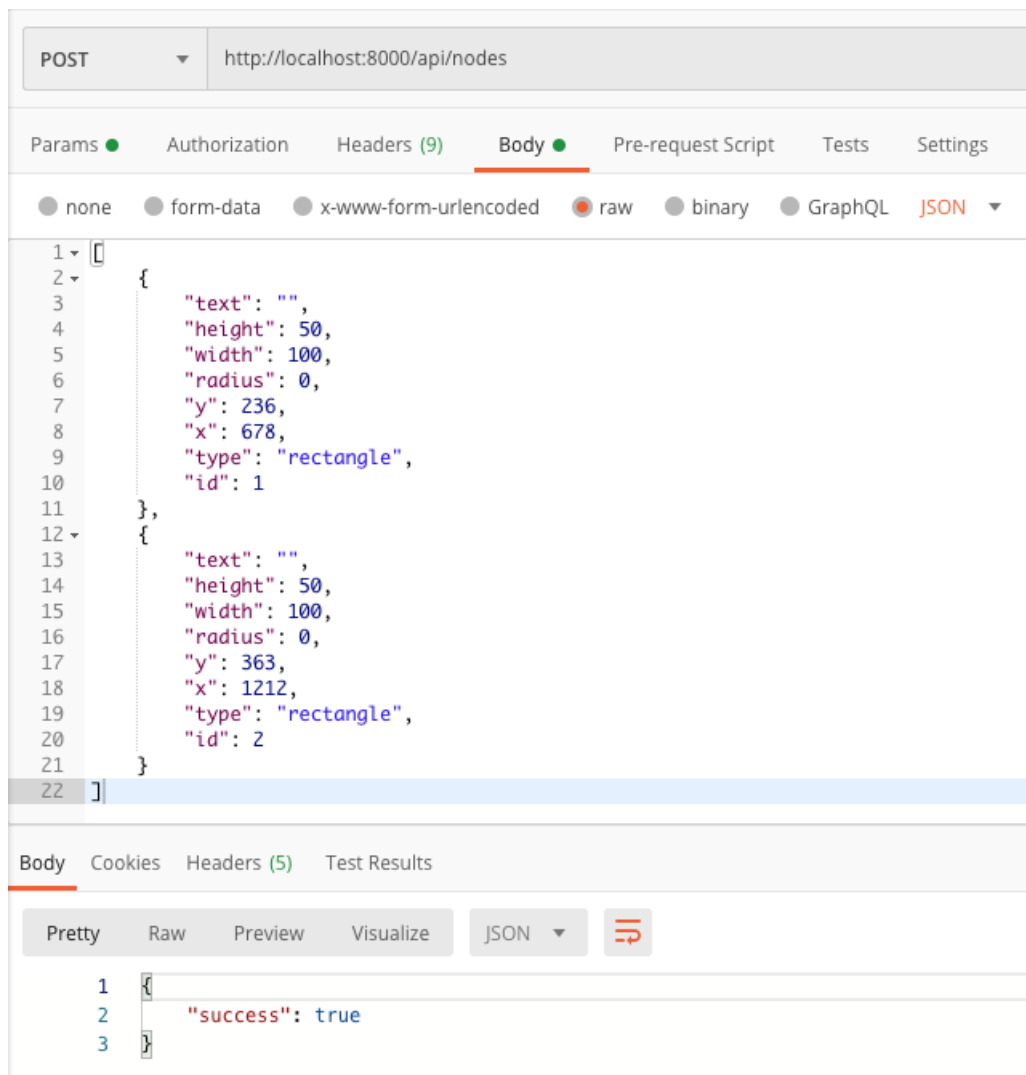 POST http://localhost:8000/api/nodes
Params Authorization Headers (9) Body Pre-request Script Tests Settings
none form-data x-www-form-urlencoded raw binary GraphQL JSON
1 [
2 {
3 "text": "",
4 "height": 50,
5 "width": 100,
6 "radius": 0,
7 "y": 236,
8 "x": 678,
9 "type": "rectangle",
10 "id": 1
11 },
12 {
13 "text": "",
14 "height": 50,
15 "width": 100,
16 "radius": 0,
17 "y": 363,
18 "x": 1212,
19 "type": "rectangle",
20 "id": 2
21 }
22 ]
Body Cookies Headers (5) Test Results
Pretty Raw Preview Visualize JSON
1 {
2 "success": true
3 }